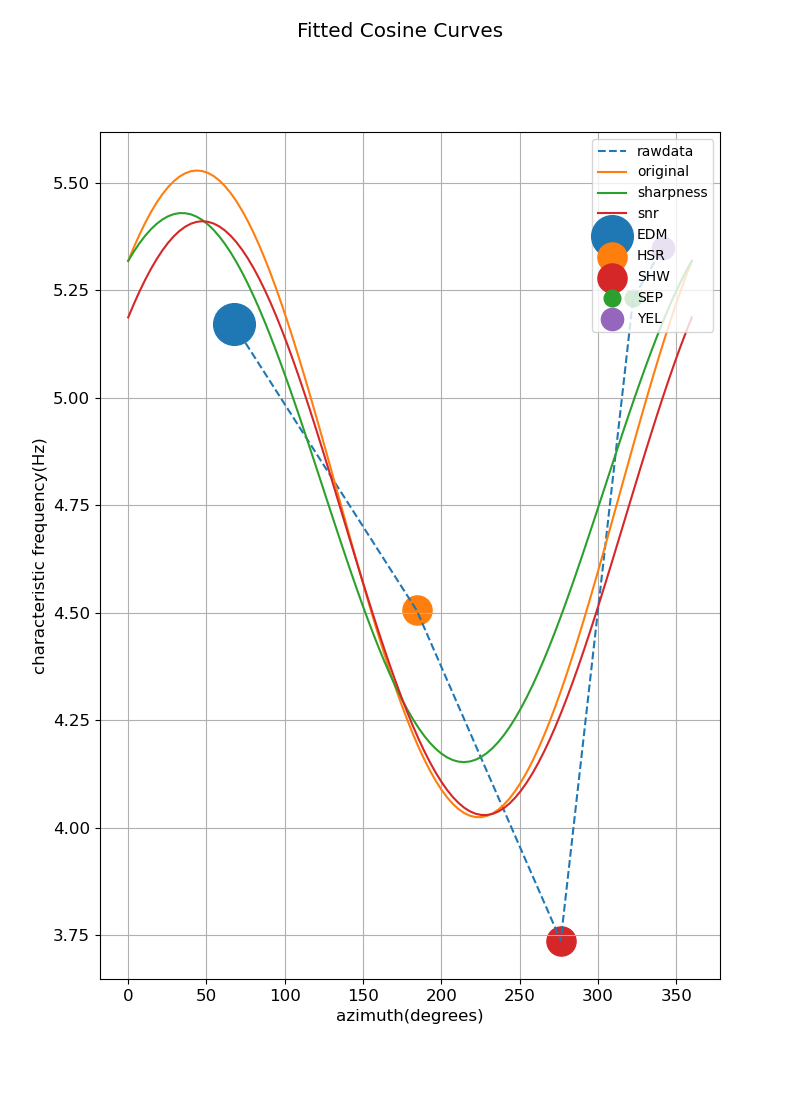 Fitted Cosine Curves
rawdata
original
sharpness
snr
EDM
HSR
SHW
SEP
YEL
5.50
5.25
5.00
4.75
4.50
4.25
4.00
3.75
characteristic frequency(Hz)
0 50 100 150 200 250 300 350
azimuth(degrees)